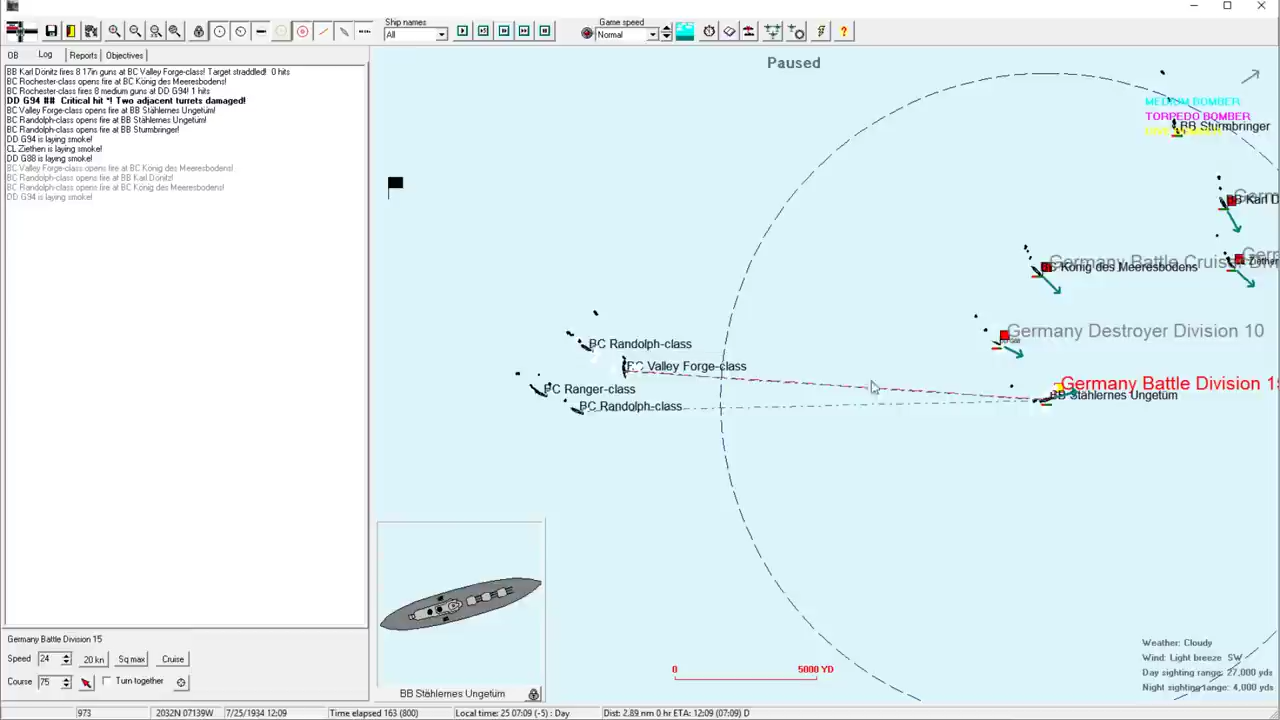 Ship names
All
Game speed
Normal
OB
Log
Reports
Objectives
BB Karl Dönitz fires 8 17in guns at BC Valley Forge-class! Target straddled! 0 hits
BC Rochester-class opens fire at BC König des Meeresbodens!
BC Rochester-class fires 8 medium guns at DD G94! 1 hits
DD G94 ## Critical hit *! Two adjacent turrets damaged!
BC Valley Forge-class opens fire at BB Stählernes Ungetüm!
BC Randolph-class opens fire at BB Stählernes Ungetüm!
BC Randolph-class opens fire at BB Sturmbringer!
DD G94 is laying smoke!
CL Ziethen is laying smoke!
DD G88 is laying smoke!
BC Valley Forge-class opens fire at BC König des Meeresbodens!
BC Randolph-class opens fire at BB Karl Dönitz!
BC Randolph-class opens fire at BC König des Meeresbodens!
DD G94 is laying smoke!
Paused
MEDIUM BOMBER
TORPEDO BOMBER
BB Sturmbringer
Germ
BB Karl D
Germ
Ziethen
Germany Battle Cruis
König des Meeresbodens
Germany Destroyer Division 10
Germany Battle Division 1
BB Stählernes Ungetüm
BC Randolph-class
BC Valley Forge-class
BC Ranger-class
BC Randolph-class
BB Stählernes Ungetüm
0 5000 YD
Weather: Cloudy
Wind: Light breeze SW
Day sighting range: 27,000 yds
Night sighting range: 4,000 yds
Germany Battle Division 15
Speed 24 20 kn Sq max Cruise
Course 75 Turn together
973 2032N 07139W 7/25/1934 12:09 Time elapsed 163 (800) Local time: 25 07:09 (-5) : Day Dist: 2.89 nm 0 hr ETA: 12:09 (07:09) D